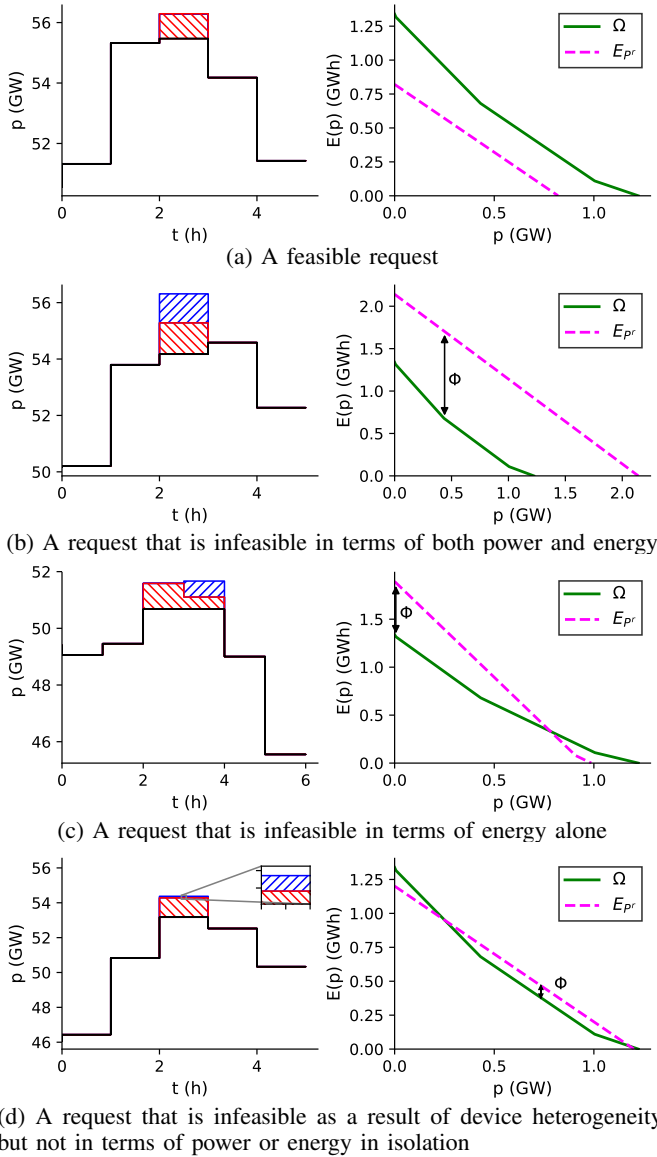 56
54
52
p (GW)
0
2
4
t (h)
1.25
1.00
0.75
0.50
0.25
0.00
E(p) (GWh)
0.0
0.5
1.0
p (GW)
Ω
E_{P^r}
(a) A feasible request
56
54
52
50
p (GW)
0
2
4
t (h)
2.0
1.5
1.0
0.5
0.0
E(p) (GWh)
0.0
0.5
1.0
1.5
2.0
p (GW)
Ω
E_{P^r}
Φ
(b) A request that is infeasible in terms of both power and energy
52
50
48
46
p (GW)
0
2
4
6
t (h)
1.5
1.0
0.5
0.0
E(p) (GWh)
0.0
0.5
1.0
p (GW)
Ω
E_{P^r}
Φ
(c) A request that is infeasible in terms of energy alone
56
54
52
50
48
46
p (GW)
0
2
4
t (h)
1.25
1.00
0.75
0.50
0.25
0.00
E(p) (GWh)
0.0
0.5
1.0
p (GW)
Ω
E_{P^r}
Φ
(d) A request that is infeasible as a result of device heterogeneity
but not in terms of power or energy in isolation